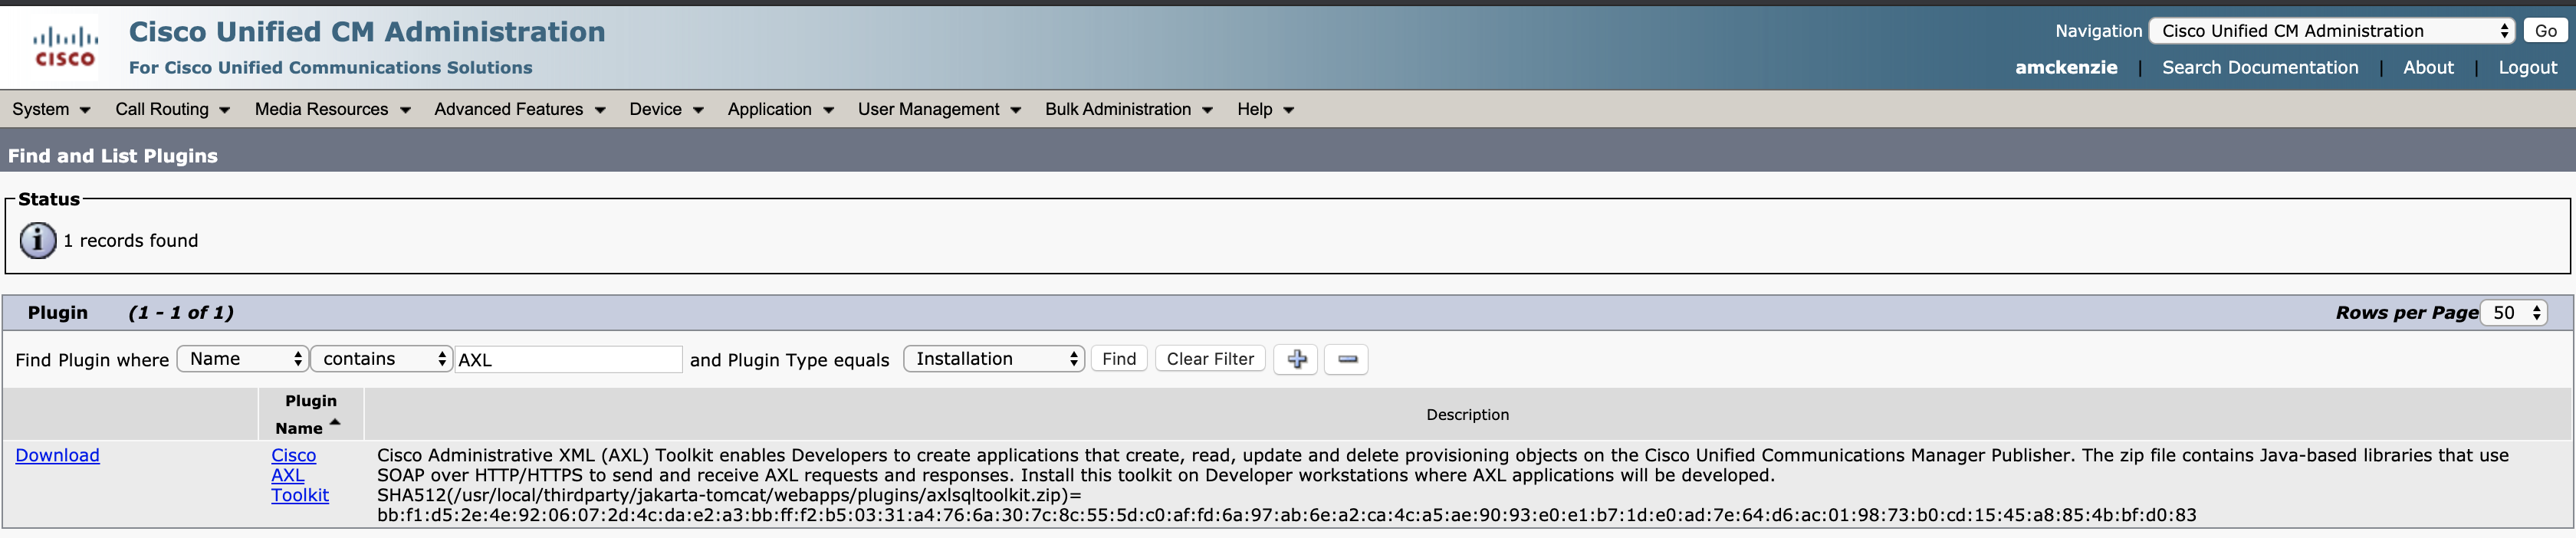 CISCO
Cisco Unified CM Administration
For Cisco Unified Communications Solutions
Navigation Cisco Unified CM Administration Go
amckenzie | Search Documentation | About | Logout
System Call Routing Media Resources Advanced Features Device Application User Management Bulk Administration Help
Find and List Plugins
Status
1 records found
Plugin (1 - 1 of 1) Rows per Page 50
Find Plugin where Name contains AXL and Plugin Type equals Installation Find Clear Filter
Plugin
Name
Description
Download
Cisco
AXL
Toolkit
Cisco Administrative XML (AXL) Toolkit enables Developers to create applications that create, read, update and delete provisioning objects on the Cisco Unified Communications Manager Publisher. The zip file contains Java-based libraries that use
SOAP over HTTP/HTTPS to send and receive AXL requests and responses. Install this toolkit on Developer workstations where AXL applications will be developed.
SHA512(/usr/local/thirdparty/jakarta-tomcat/webapps/plugins/axlsqltoolkit.zip)=
bb:f1:d5:2e:4e:92:06:07:2d:4c:da:e2:a3:bb:ff:f2:b5:03:31:a4:76:6a:30:7c:8c:55:5d:c0:af:fd:6a:97:ab:6e:a2:ca:4c:a5:ae:90:93:e0:e1:b7:1d:e0:ad:7e:64:d6:ac:01:98:73:b0:cd:15:45:a8:85:4b:bf:d0:83